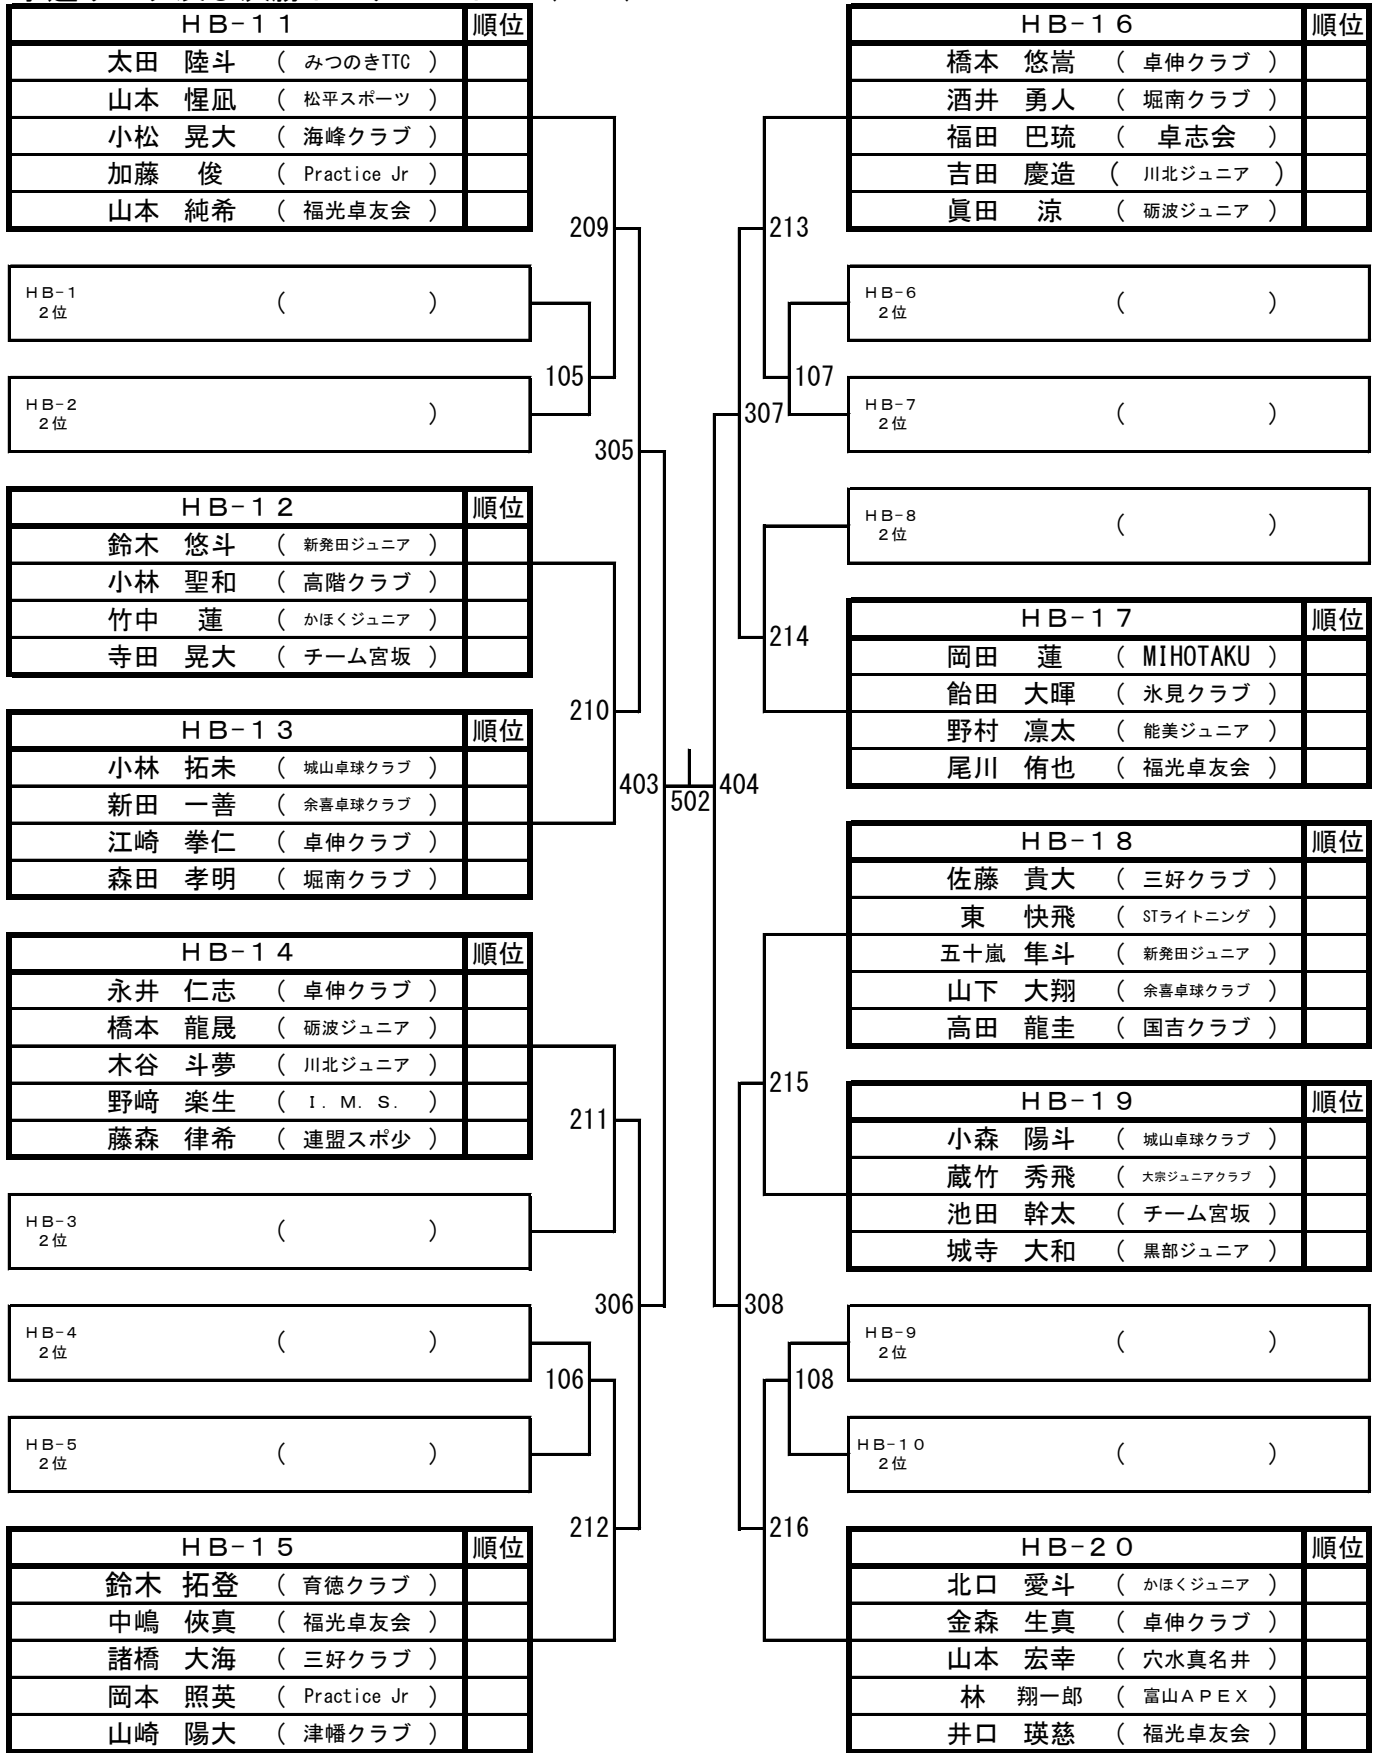 ＨＢ−１１ 順位
太田 陸斗 （ みつのきTTC ）
山本 惺凪 （ 松平スポーツ ）
小松 晃大 （ 海峰クラブ ）
加藤 俊 （ Practice Jr ）
山本 純希 （ 福光卓友会 ）
209
ＨＢ−１
２位 （ ）
105
ＨＢ−２
２位 ）
305
ＨＢ−１２ 順位
鈴木 悠斗 （ 新発田ジュニア ）
小林 聖和 （ 高階クラブ ）
竹中 蓮 （ かほくジュニア ）
寺田 晃大 （ チーム宮坂 ）
210
ＨＢ−１３ 順位
小林 拓未 （ 城山卓球クラブ ）
新田 一善 （ 余喜卓球クラブ ）
江崎 拳仁 （ 卓伸クラブ ）
森田 孝明 （ 堀南クラブ ）
403
502
404
ＨＢ−１４ 順位
永井 仁志 （ 卓伸クラブ ）
橋本 龍晟 （ 砺波ジュニア ）
木谷 斗夢 （ 川北ジュニア ）
野﨑 楽生 （ Ｉ．Ｍ．Ｓ． ）
藤森 律希 （ 連盟スポ少 ）
211
ＨＢ−３
２位 （ ）
306
ＨＢ−４
２位 （ ）
106
ＨＢ−５
２位 （ ）
212
ＨＢ−１５ 順位
鈴木 拓登 （ 育徳クラブ ）
中嶋 俠真 （ 福光卓友会 ）
諸橋 大海 （ 三好クラブ ）
岡本 照英 （ Practice Jr ）
山崎 陽大 （ 津幡クラブ ）
ＨＢ−１６ 順位
橋本 悠嵩 （ 卓伸クラブ ）
酒井 勇人 （ 堀南クラブ ）
福田 巴琉 （ 卓志会 ）
吉田 慶造 （ 川北ジュニア ）
眞田 涼 （ 砺波ジュニア ）
213
ＨＢ−６
２位 （ ）
107
307
ＨＢ−７
２位 （ ）
ＨＢ−８
２位 （ ）
214
ＨＢ−１７ 順位
岡田 蓮 （ MIHOTAKU ）
飴田 大暉 （ 氷見クラブ ）
野村 凛太 （ 能美ジュニア ）
尾川 侑也 （ 福光卓友会 ）
ＨＢ−１８ 順位
佐藤 貴大 （ 三好クラブ ）
東 快飛 （ STライトニング ）
五十嵐 隼斗 （ 新発田ジュニア ）
山下 大翔 （ 余喜卓球クラブ ）
高田 龍圭 （ 国吉クラブ ）
215
ＨＢ−１９ 順位
小森 陽斗 （ 城山卓球クラブ ）
蔵竹 秀飛 （ 大宗ジュニアクラブ ）
池田 幹太 （ チーム宮坂 ）
城寺 大和 （ 黒部ジュニア ）
308
ＨＢ−９
２位 （ ）
108
ＨＢ−１０
２位 （ ）
216
ＨＢ−２０ 順位
北口 愛斗 （ かほくジュニア ）
金森 生真 （ 卓伸クラブ ）
山本 宏幸 （ 穴水真名井 ）
林 翔一郎 （ 富山ＡＰＥＸ ）
井口 瑛慈 （ 福光卓友会 ）